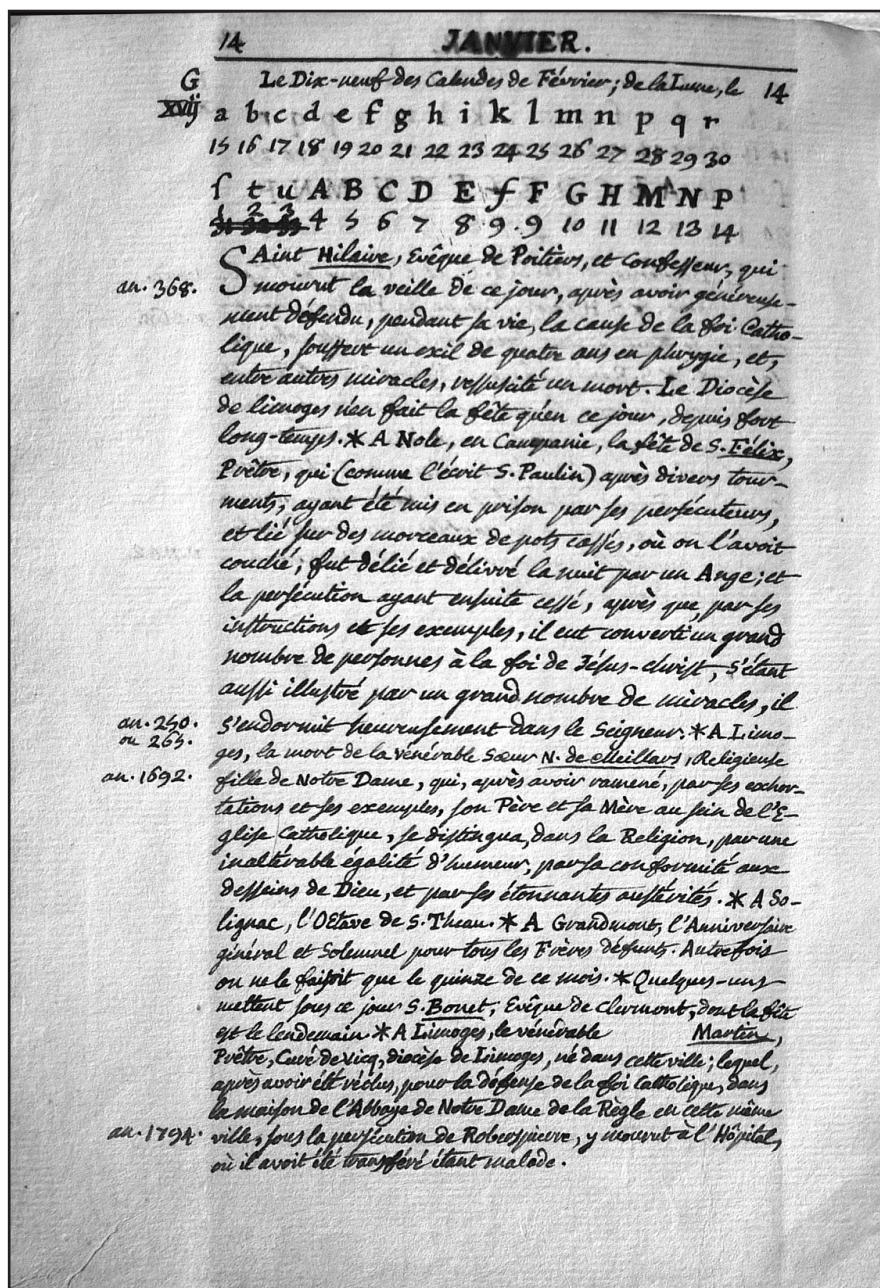 14 JANVIER.
G Le Dix-neuf des Calendes de Février; de la Lune, le 14
XVij a b c d e f g h i k l m n p q r
15 16 17 18 19 20 21 22 23 24 25 26 27 28 29 30
ſ t u A B C D E f F G H M N P
1 2 3 4 5 6 7 8 9 . 9 10 11 12 13 14
SAint Hilaire, Evêque de Poitiers, et Confeſſeur, qui
an. 368. mourut la veille de ce jour, après avoir généreuſe-
ment défendu, pendant ſa vie, la cauſe de la foi Catho-
lique, ſouffert un exil de quatre ans en phrygie, et,
entre autres miracles, reſſuſcité un mort. Le Diocèſe
de limoges n'en fait la fête qu'en ce jour, depuis fort
long-temps. * A Nole, en Campanie, la fête de S. Félix,
Prêtre, qui (comme l'écrit S. Paulin) après divers tour-
ments, ayant été mis en priſon par ſes perſécuteurs,
et lié ſur des morceaux de pots caſſés, où on l'avoit
couché; fut délié et délivré la nuit par un Ange; et
la perſécution ayant enſuite ceſſé, après que, par ſes
inſtructions et ſes exemples, il eut converti un grand
nombre de perſonnes à la foi de Jéſus-chriſt, s'étant
auſſi illuſtré par un grand nombre de miracles, il
an. 250. s'endormit heureuſement dans le Seigneur. * A Limo-
ou 265. ges, la mort de la vénérable Sœur N. de Meillars, Religieuſe
an. 1692. fille de Notre Dame, qui, après avoir ramené, par ſes exhor-
tations et ſes exemples, ſon Père et ſa Mère au ſein de l'E-
gliſe Catholique, ſe diſtingua, dans la Religion, par une
inaltérable égalité d'humeur, par ſa conformité aux
deſſeins de Dieu, et par ſes étonnantes auſtérités. * A So-
lignac, l'Octave de S. Theau. * A Grandmont, l'Anniverſaire
général et Solemnel pour tous les Frères défunts. Autrefois
on ne le faiſoit que le quinze de ce mois. * Quelques-uns
mettent ſous ce jour S. Bonet, Evêque de Clermont, dont la fête
est le lendemain * A Limoges, le vénérable Martin,
Prêtre, Curé de vicq, diocèſe de Limoges, né dans cette ville; lequel,
après avoir été réclus, pour la défenſe de la foi Catholique, dans
la maiſon de l'Abbaye de Notre Dame de la Règle en cette même
an. 1794. ville, ſous la perſécution de Roberſpierre, y mourut à l'Hôpital,
où il avoit été transféré étant malade.